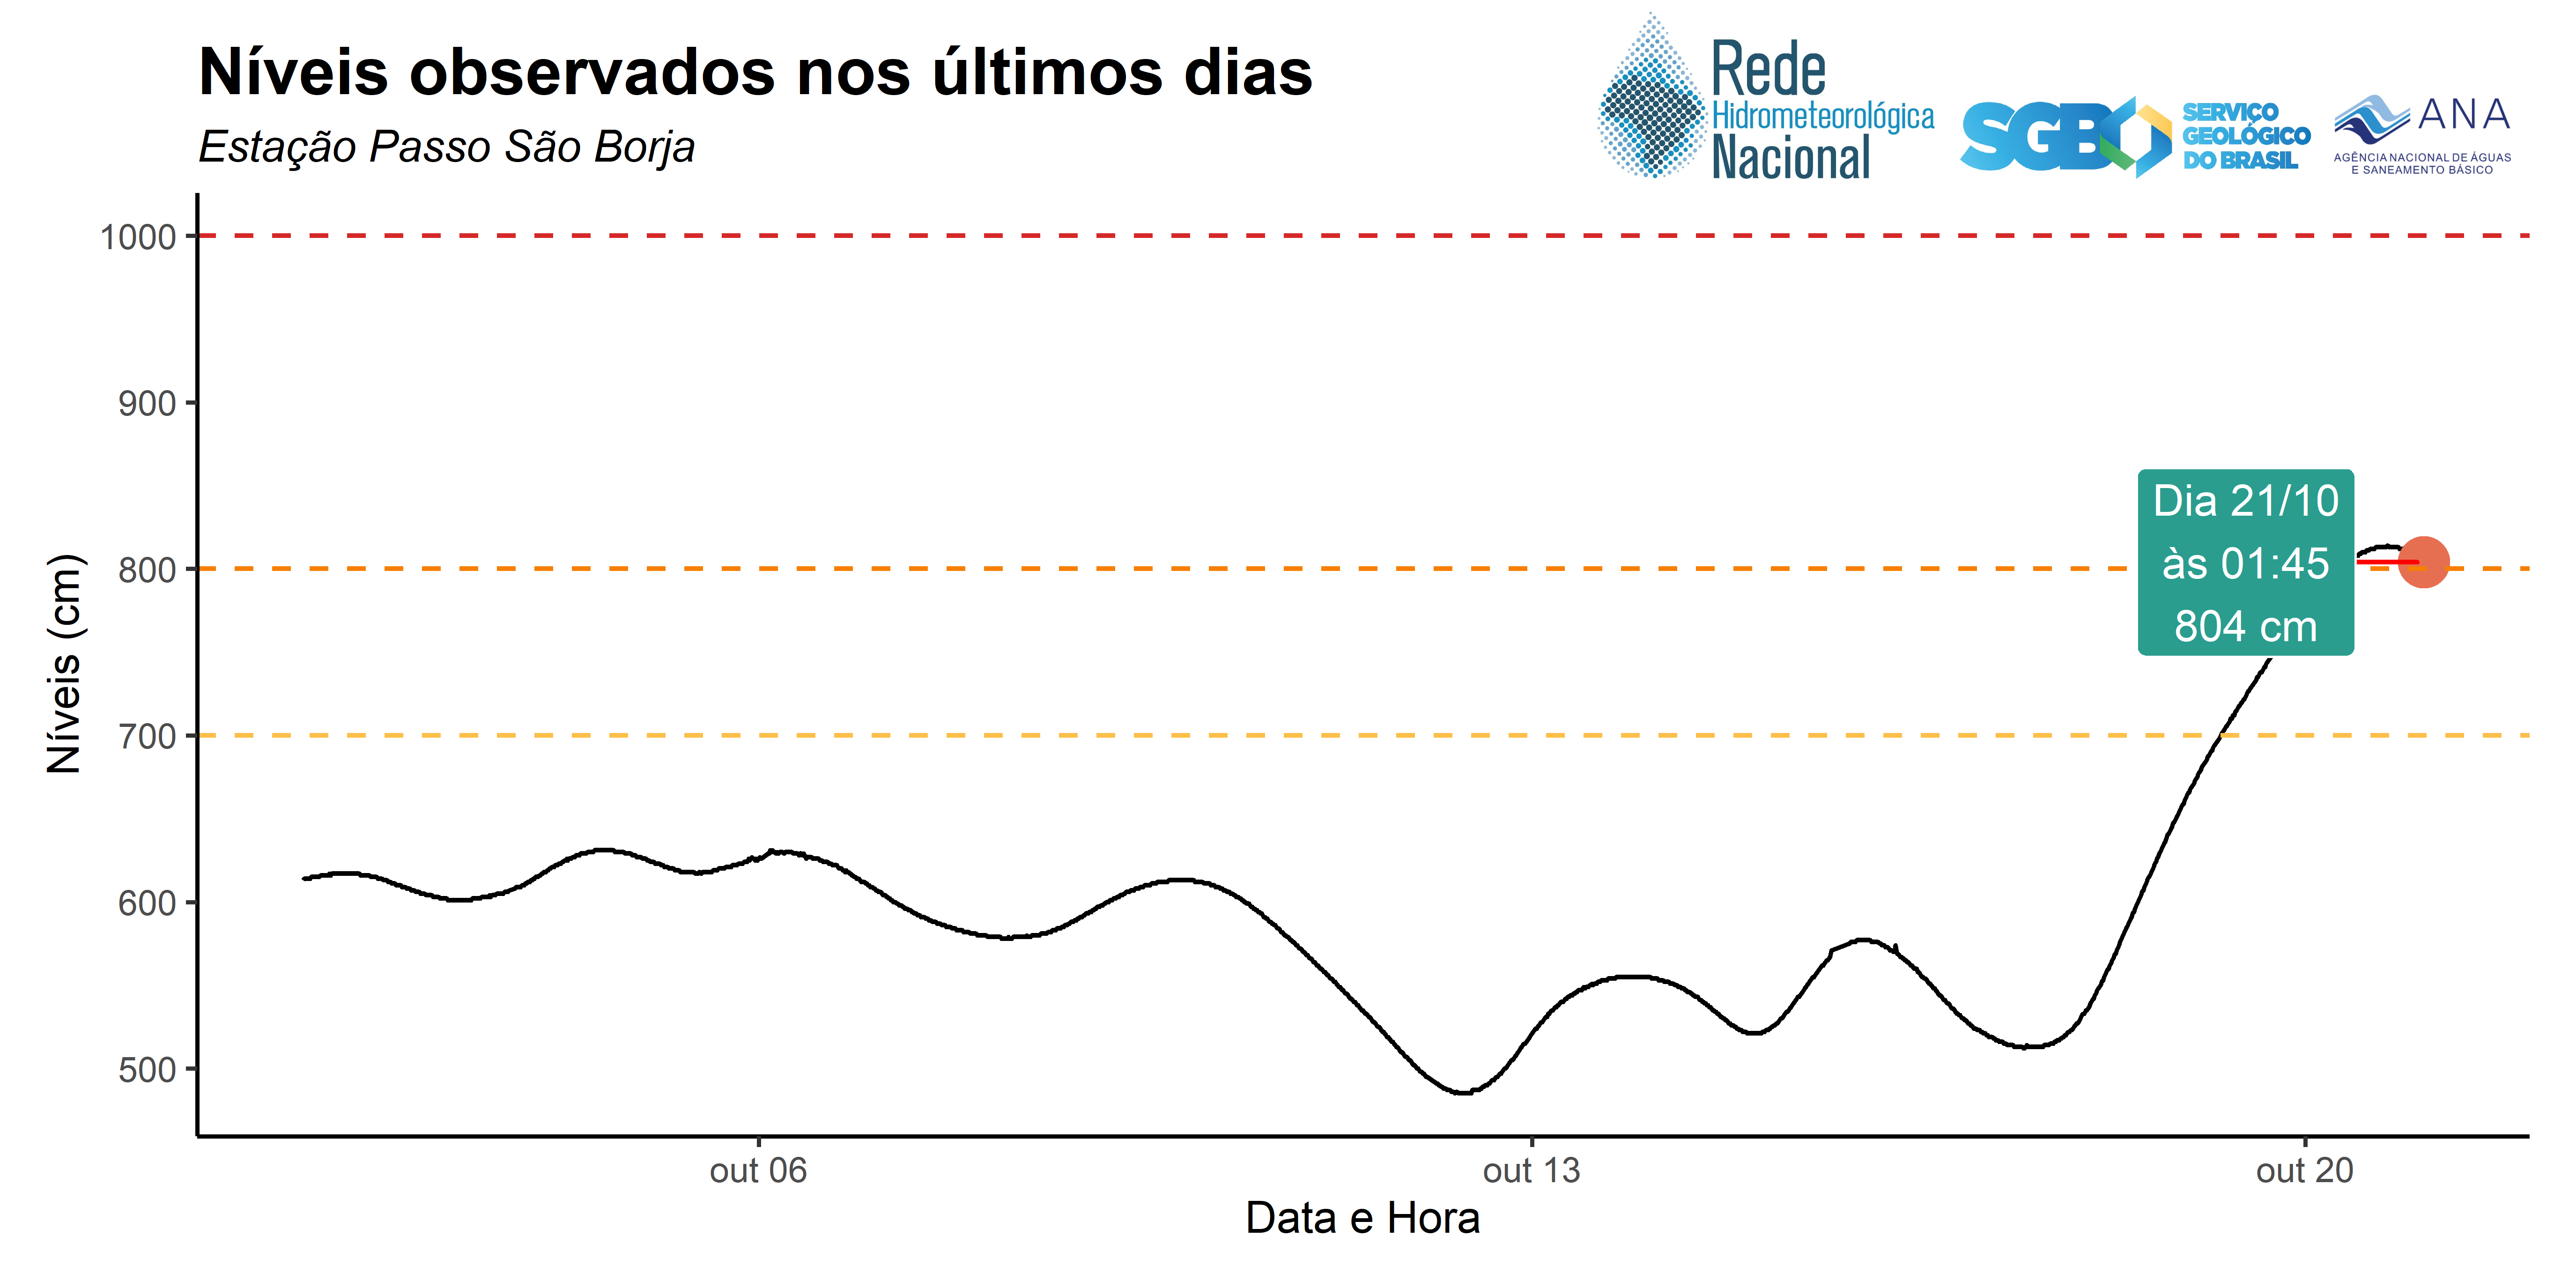 Níveis observados nos últimos dias
Estação Passo São Borja
Rede
Hidrometeorológica
Nacional
SGB
SERVIÇO
GEOLÓGICO
DO BRASIL
ANA
AGÊNCIA NACIONAL DE ÁGUAS
E SANEAMENTO BÁSICO
Níveis (cm)
1000
900
800
700
600
500
Dia 21/10
às 01:45
804 cm
out 06
out 13
out 20
Data e Hora